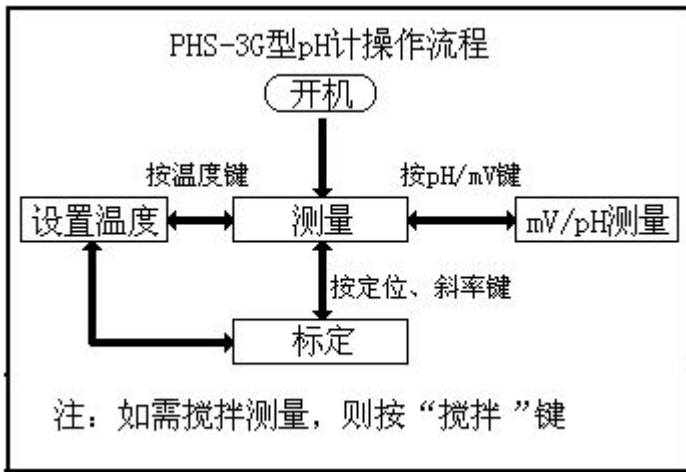 PHS-3G型pH计操作流程
开机
按温度键
按pH/mV键
设置温度
测量
mV/pH测量
按定位、斜率键
标定
注：如需搅拌测量，则按“搅拌”键